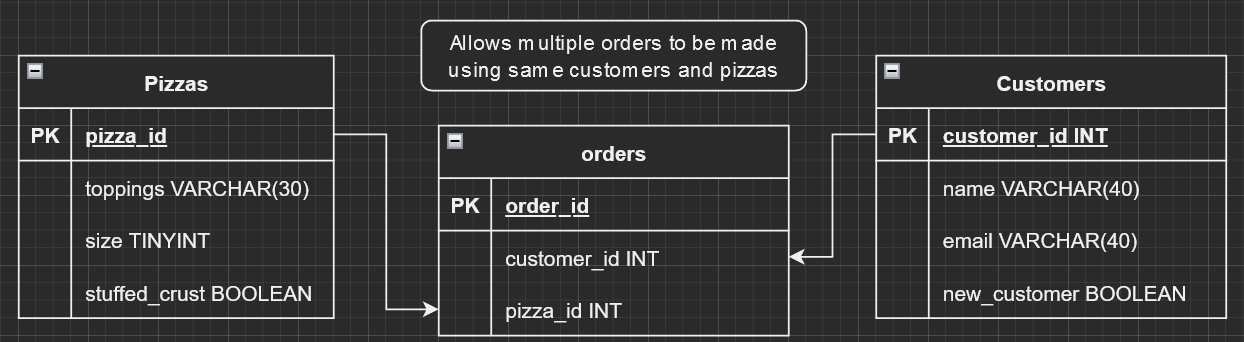 Allows multiple orders to be made
using same customers and pizzas
Pizzas
PK pizza_id
toppings VARCHAR(30)
size TINYINT
stuffed_crust BOOLEAN
orders
PK order_id
customer_id INT
pizza_id INT
Customers
PK customer_id INT
name VARCHAR(40)
email VARCHAR(40)
new_customer BOOLEAN